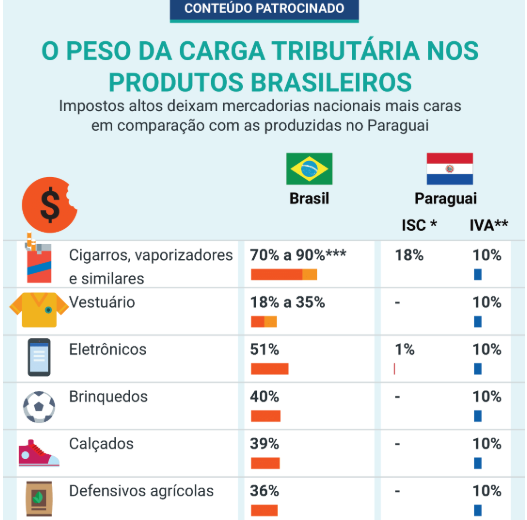 CONTEÚDO PATROCINADO
O PESO DA CARGA TRIBUTÁRIA NOS
PRODUTOS BRASILEIROS
Impostos altos deixam mercadorias nacionais mais caras
em comparação com as produzidas no Paraguai
$
Brasil Paraguai
ISC * IVA**
Cigarros, vaporizadores 70% a 90%*** 18% 10%
e similares
Vestuário 18% a 35% - 10%
Eletrônicos 51% 1% 10%
Brinquedos 40% - 10%
Calçados 39% - 10%
Defensivos agrícolas 36% - 10%